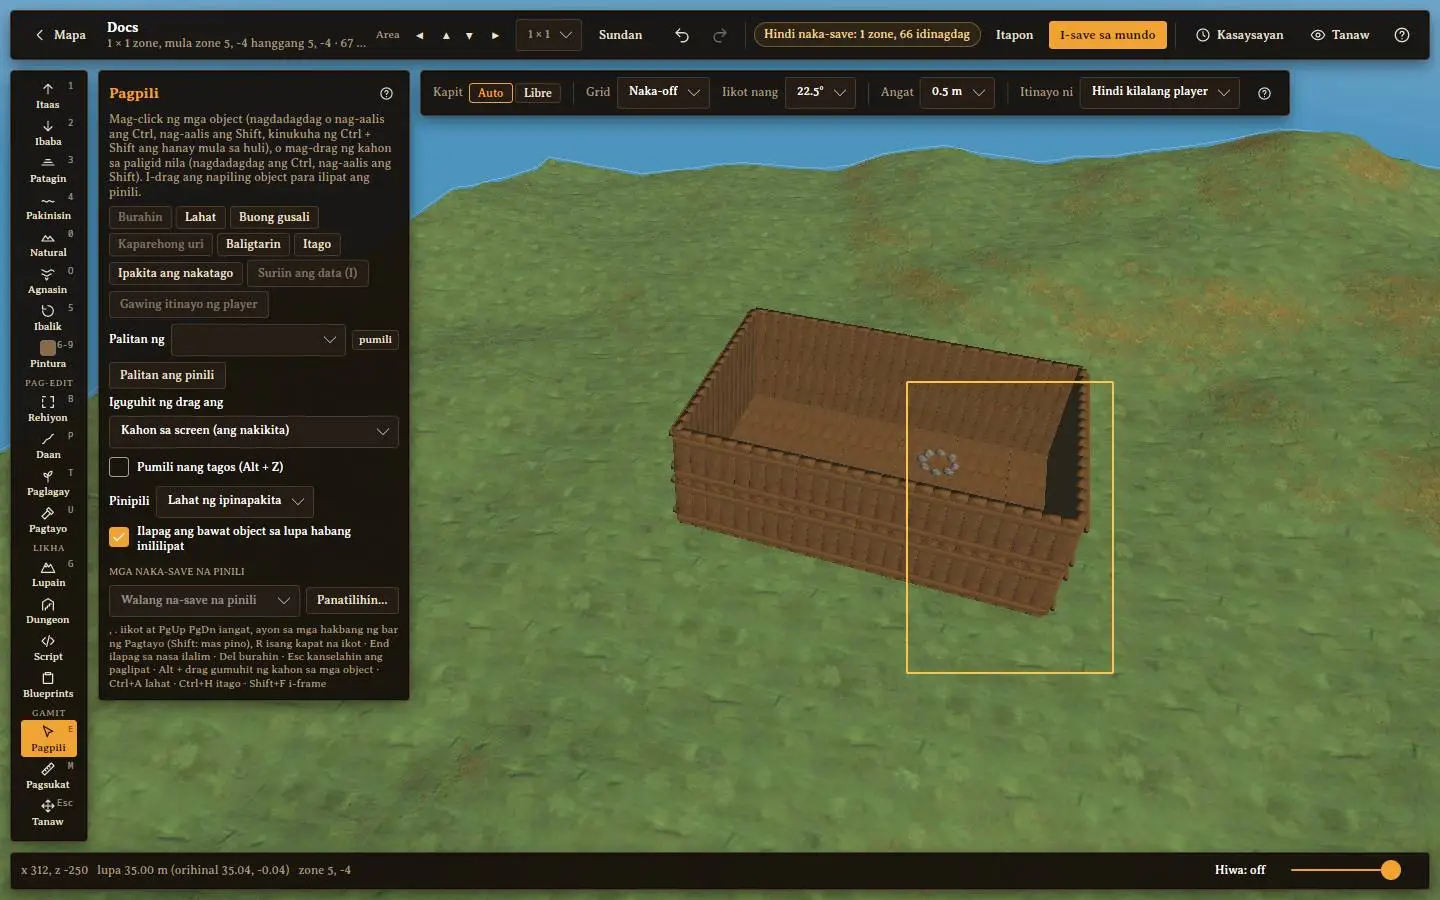 Mapa
Docs
1 × 1 zone, mula zone 5, -4 hanggang 5, -4 · 67 ...
Area
1 × 1
Sundan
Hindi naka-save: 1 zone, 66 idinagdag
Itapon
I-save sa mundo
Kasaysayan
Tanaw
1
Itaas
2
Ibaba
3
Patagin
4
Pakinisin
0
Natural
O
Agnasin
5
Ibalik
6-9
Pintura
PAG-EDIT
B
Rehiyon
P
Daan
T
Paglagay
U
Pagtayo
LIKHA
G
Lupain
Dungeon
Script
Blueprints
GAMIT
E
Pagpili
M
Pagsukat
Esc
Tanaw
Pagpili
Mag-click ng mga object (nagdadagdag o nag-aalis
ang Ctrl, nag-aalis ang Shift, kinukuha ng Ctrl +
Shift ang hanay mula sa huli), o mag-drag ng kahon
sa paligid nila (nagdadagdag ang Ctrl, nag-aalis ang
Shift). I-drag ang napiling object para ilipat ang
pinili.
Burahin
Lahat
Buong gusali
Kaparehong uri
Baligtarin
Itago
Ipakita ang nakatago
Suriin ang data (I)
Gawing itinayo ng player
Palitan ng
pumili
Palitan ang pinili
Iguguhit ng drag ang
Kahon sa screen (ang nakikita)
Pumili nang tagos (Alt + Z)
Pinipili
Lahat ng ipinapakita
Ilapag ang bawat object sa lupa habang
inililipat
MGA NAKA-SAVE NA PINILI
Walang na-save na pinili
Panatilihin...
, . iikot at PgUp PgDn iangat, ayon sa mga hakbang ng bar
ng Pagtayo (Shift: mas pino), R isang kapat na ikot · End
ilapag sa nasa ilalim · Del burahin · Esc kanselahin ang
paglipat · Alt + drag gumuhit ng kahon sa mga object ·
Ctrl+A lahat · Ctrl+H itago · Shift+F i-frame
Kapit
Auto
Libre
Grid
Naka-off
Iikot nang
22.5°
Angat
0.5 m
Itinayo ni
Hindi kilalang player
x 312, z -250 lupa 35.00 m (orihinal 35.04, -0.04) zone 5, -4
Hiwa: off